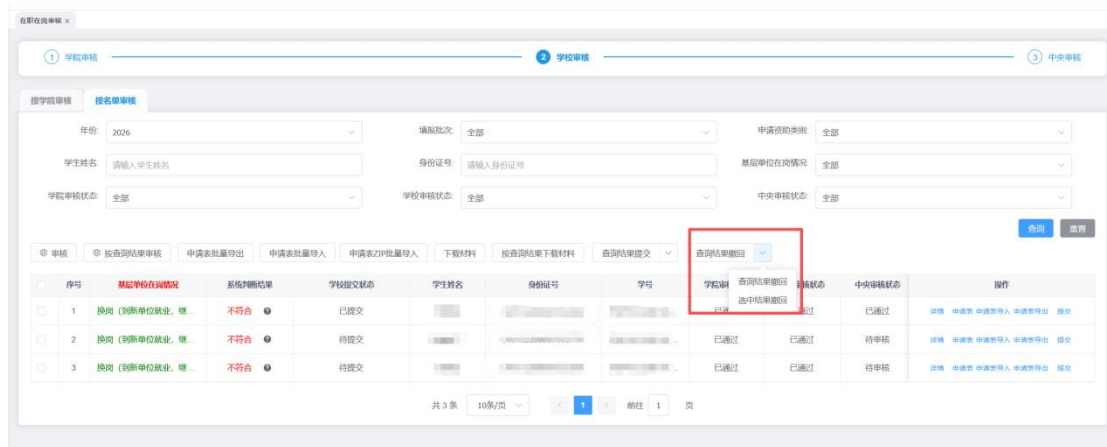 在职在岗审核 ×
1 学院审核 2 学校审核 3 中央审核
按学院审核 按名单审核
年份: 2026 填报批次: 全部 申请资助类别: 全部
学生姓名: 请输入学生姓名 身份证号: 请输入身份证号 基层单位在岗情况: 全部
学院审核状态: 全部 学校审核状态: 全部 中央审核状态: 全部
查询 重置
审核 按查询结果审核 申请表批量导出 申请表批量导入 申请表ZIP批量导入 下载材料 按查询结果下载材料 查询结果提交 查询结果撤回
查询结果撤回
选中结果撤回
序号 基层单位在岗情况 系统判断结果 学校提交状态 学生姓名 身份证号 学号 学院审 核状态 中央审核状态 操作
1 换岗（到新单位就业，继... 不符合 已提交 已通 通过 已通过 详情 申请表 申请表导入 申请表导出 提交
2 换岗（到新单位就业，继... 不符合 待提交 已通过 已通过 待审核 详情 申请表 申请表导入 申请表导出 提交
3 换岗（到新单位就业，继... 不符合 待提交 已通过 已通过 待审核 详情 申请表 申请表导入 申请表导出 提交
共 3 条 10条/页 < 1 > 前往 1 页